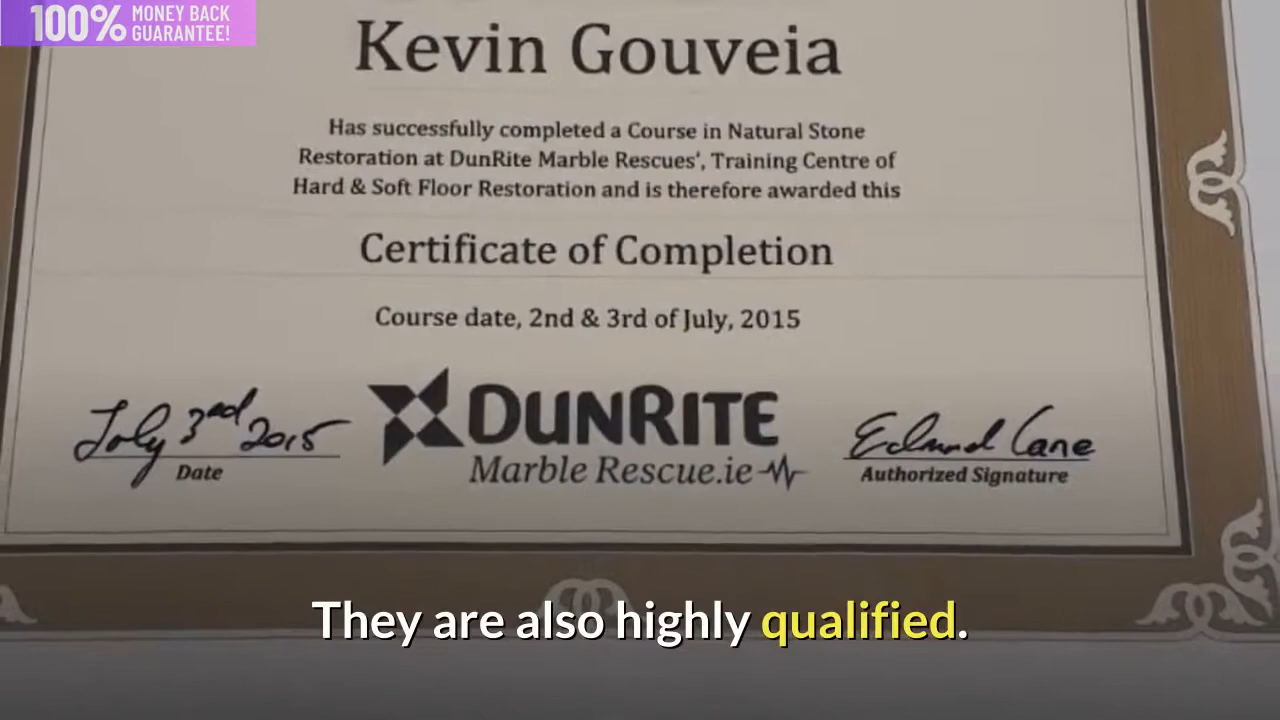 100% MONEY BACK
GUARANTEE!
Kevin Gouveia
Has successfully completed a Course in Natural Stone
Restoration at DunRite Marble Rescues', Training Centre of
Hard & Soft Floor Restoration and is therefore awarded this
Certificate of Completion
Course date, 2nd & 3rd of July, 2015
July 3rd 2015
Date
DUNRITE
Marble Rescue.ie
Edmund Cane
Authorized Signature
They are also highly qualified.